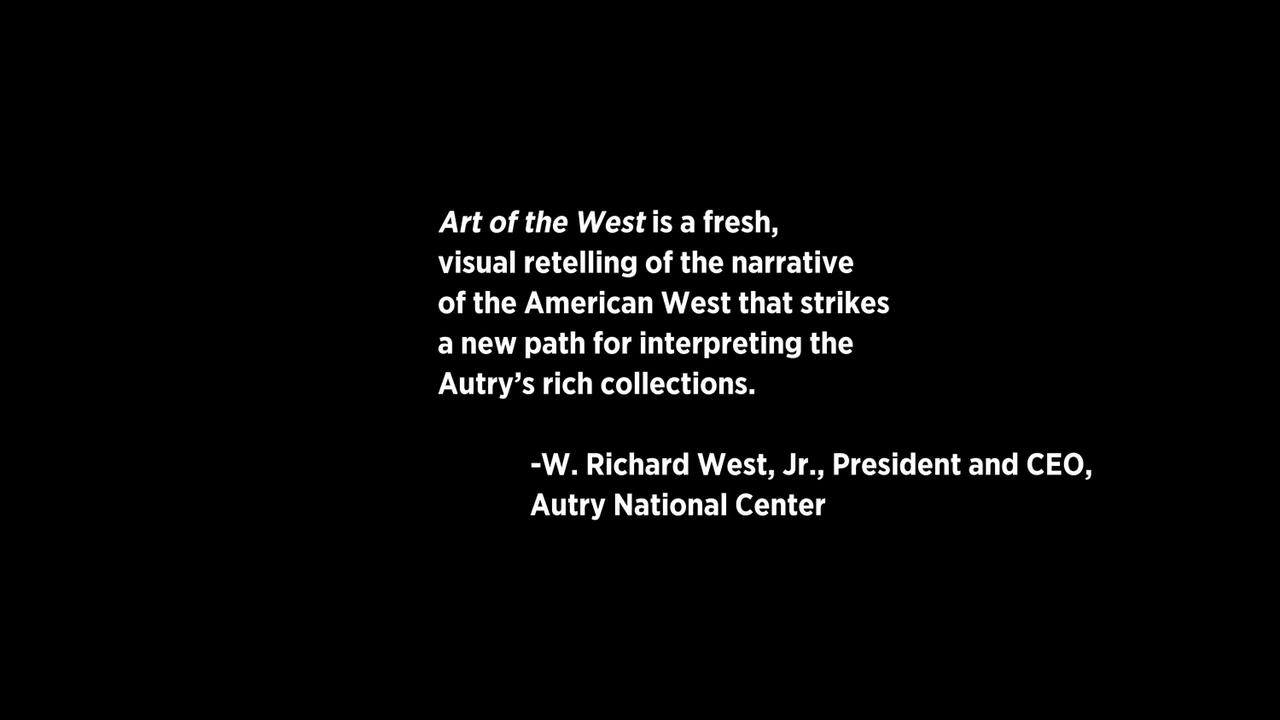 Art of the West is a fresh,
visual retelling of the narrative
of the American West that strikes
a new path for interpreting the
Autry’s rich collections.
-W. Richard West, Jr., President and CEO,
Autry National Center